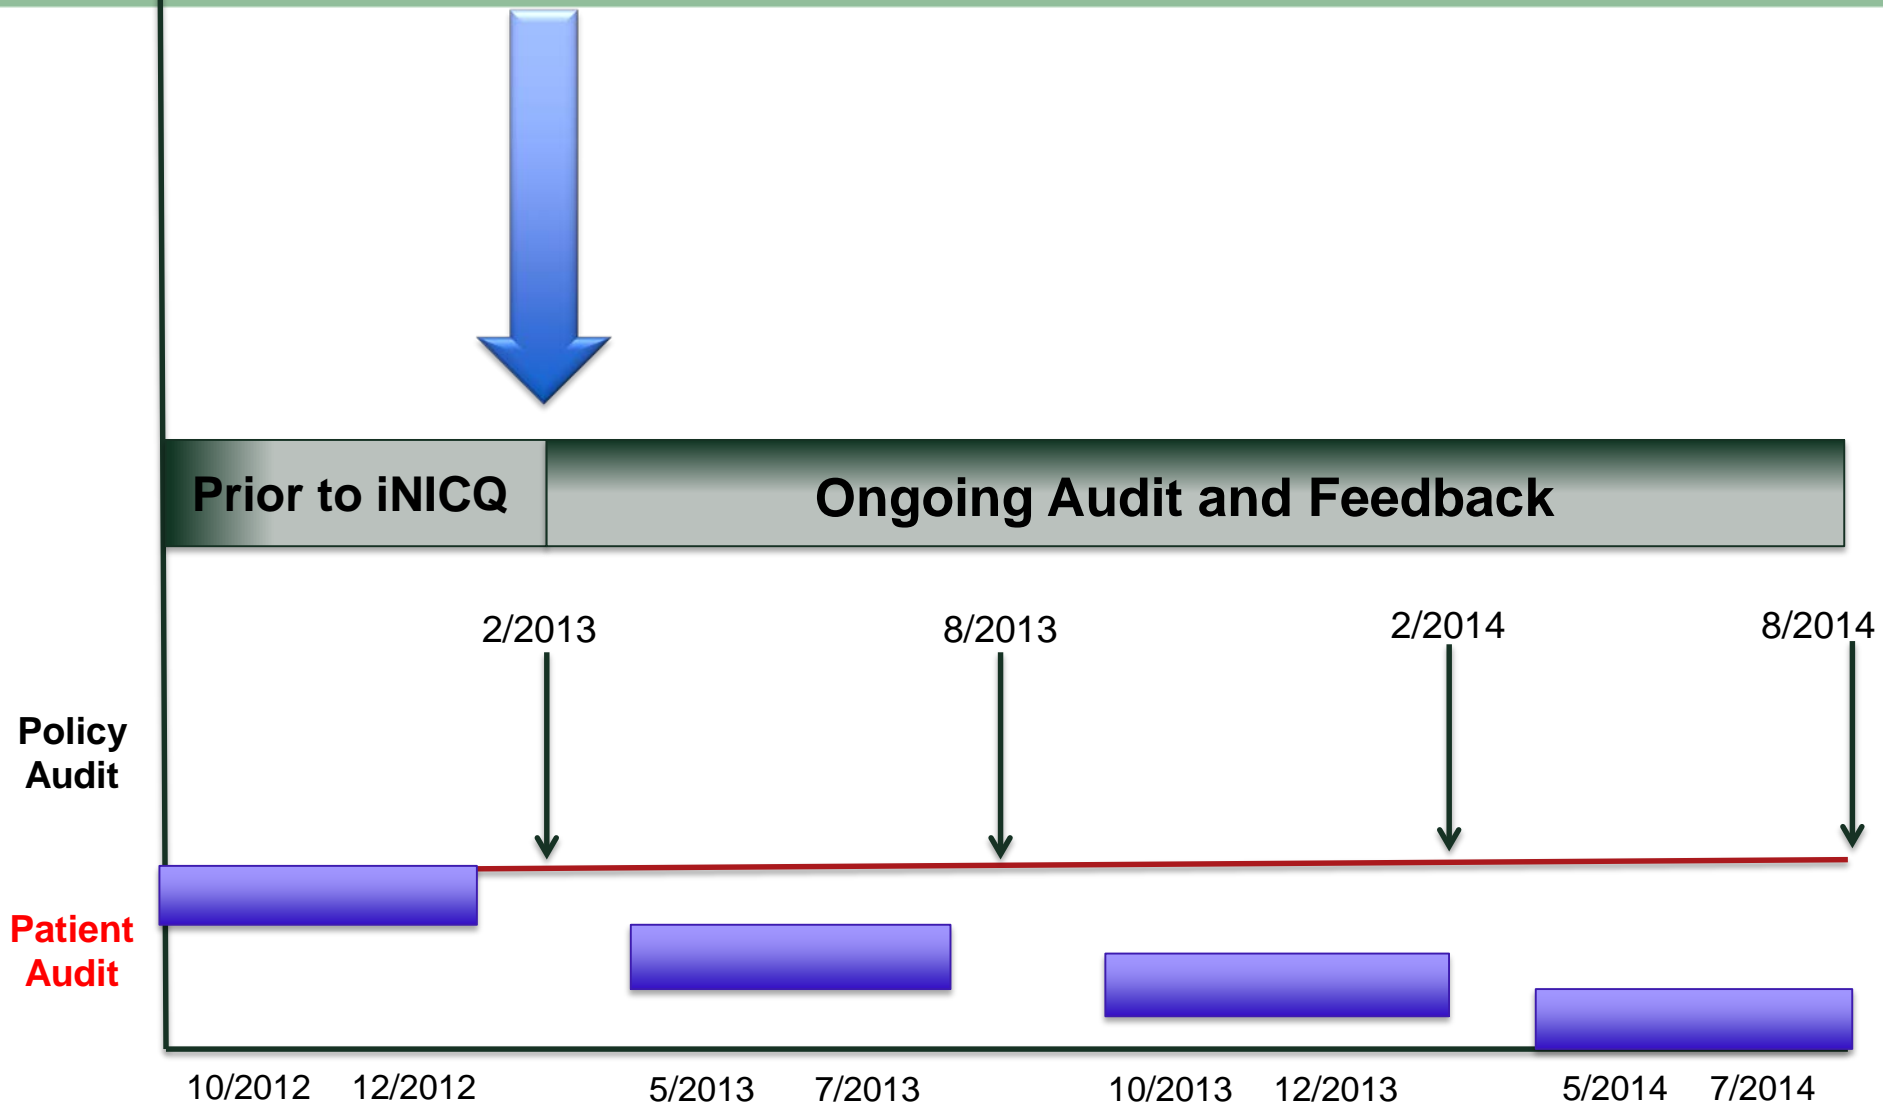 Prior to iNICQ
Ongoing Audit and Feedback
2/2013
8/2013
2/2014
8/2014
Policy
Audit
Patient
Audit
10/2012
12/2012
5/2013
7/2013
10/2013
12/2013
5/2014
7/2014